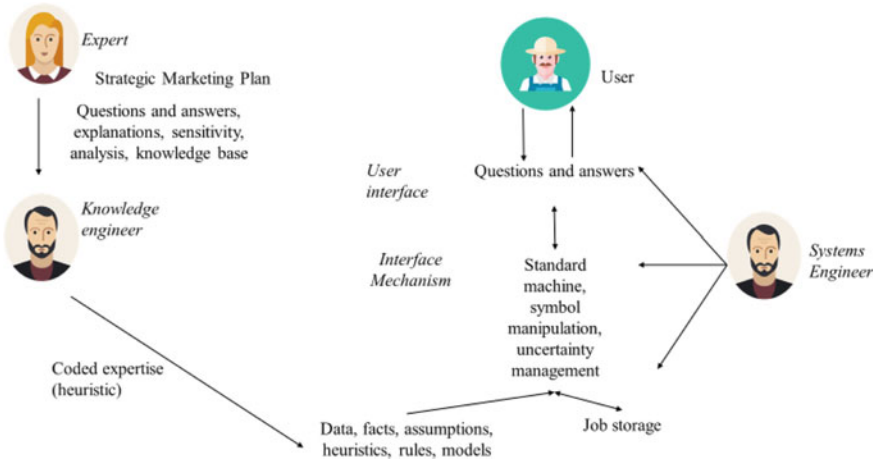 Expert
Strategic Marketing Plan
Questions and answers,
explanations, sensitivity,
analysis, knowledge base
Knowledge
engineer
Coded expertise
(heuristic)
Data, facts, assumptions,
heuristics, rules, models
User
User
interface
Questions and answers
Interface
Mechanism
Standard
machine,
symbol
manipulation,
uncertainty
management
Job storage
Systems
Engineer